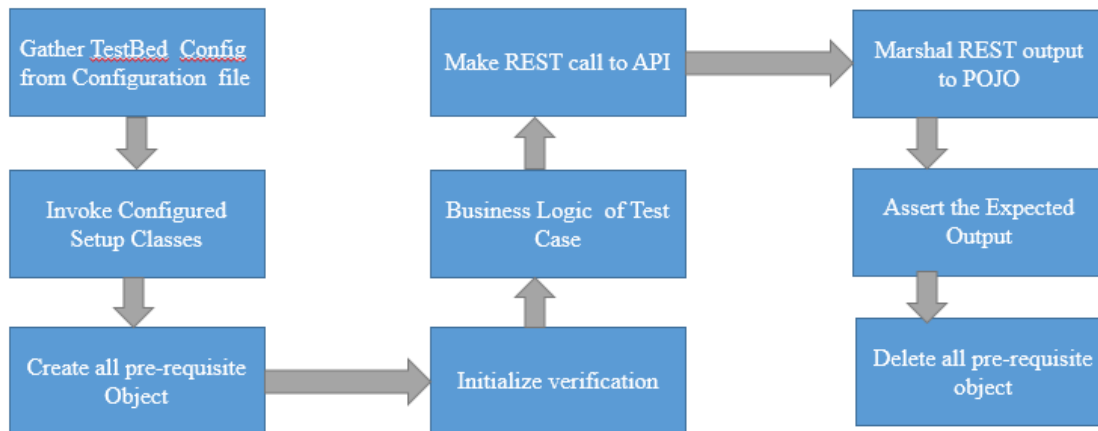 Gather TestBed Config
from Configuration file
Invoke Configured
Setup Classes
Create all pre-requisite
Object
Initialize verification
Business Logic of Test
Case
Make REST call to API
Marshal REST output
to POJO
Assert the Expected
Output
Delete all pre-requisite
object